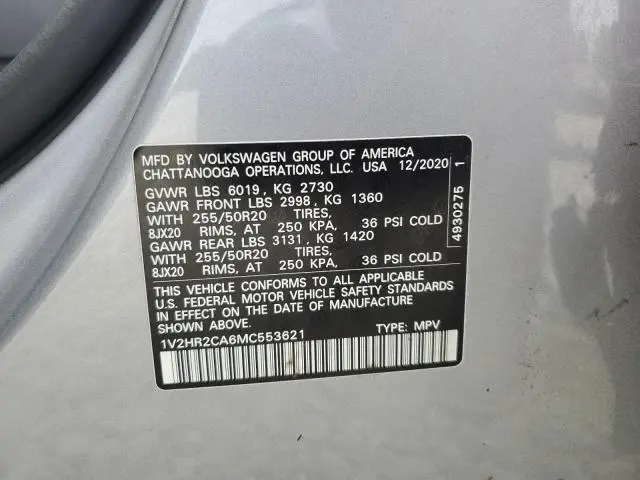 MFD BY VOLKSWAGEN GROUP OF AMERICA
CHATTANOOGA OPERATIONS, LLC. USA 12/2020
GVWR LBS 6019, KG 2730
GAWR FRONT LBS 2998, KG 1360
WITH 255/50R20 TIRES,
8JX20 RIMS, AT 250 KPA, 36 PSI COLD
GAWR REAR LBS 3131, KG 1420
WITH 255/50R20 TIRES,
8JX20 RIMS, AT 250 KPA, 36 PSI COLD
THIS VEHICLE CONFORMS TO ALL APPLICABLE
U.S. FEDERAL MOTOR VEHICLE SAFETY STANDARDS
IN EFFECT ON THE DATE OF MANUFACTURE
SHOWN ABOVE.
1V2HR2CA6MC553621 TYPE: MPV
4930275 1